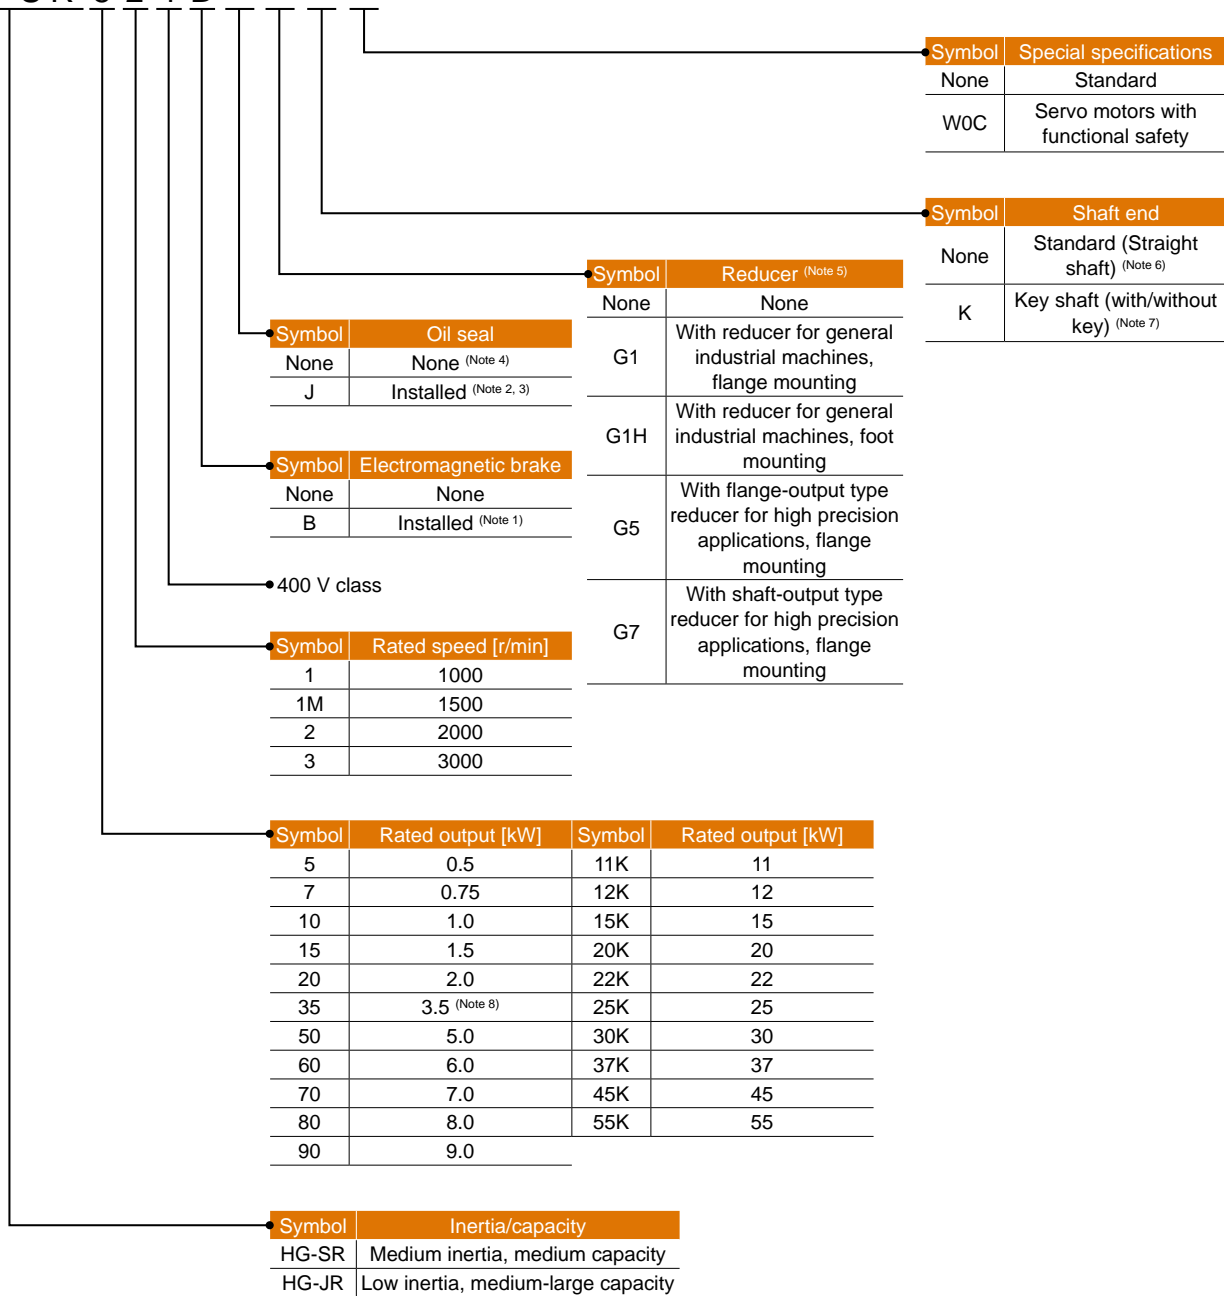 Symbol Special specifications
None Standard
W0C Servo motors with
functional safety
Symbol Shaft end
None Standard (Straight
shaft) (Note 6)
K Key shaft (with/without
key) (Note 7)
Symbol Reducer (Note 5)
None None
G1 With reducer for general
industrial machines,
flange mounting
G1H With reducer for general
industrial machines, foot
mounting
G5 With flange-output type
reducer for high precision
applications, flange
mounting
G7 With shaft-output type
reducer for high precision
applications, flange
mounting
Symbol Oil seal
None None (Note 4)
J Installed (Note 2, 3)
Symbol Electromagnetic brake
None None
B Installed (Note 1)
400 V class
Symbol Rated speed [r/min]
1 1000
1M 1500
2 2000
3 3000
Symbol Rated output [kW] Symbol Rated output [kW]
5 0.5 11K 11
7 0.75 12K 12
10 1.0 15K 15
15 1.5 20K 20
20 2.0 22K 22
35 3.5 (Note 8) 25K 25
50 5.0 30K 30
60 6.0 37K 37
70 7.0 45K 45
80 8.0 55K 55
90 9.0
Symbol Inertia/capacity
HG-SR Medium inertia, medium capacity
HG-JR Low inertia, medium-large capacity